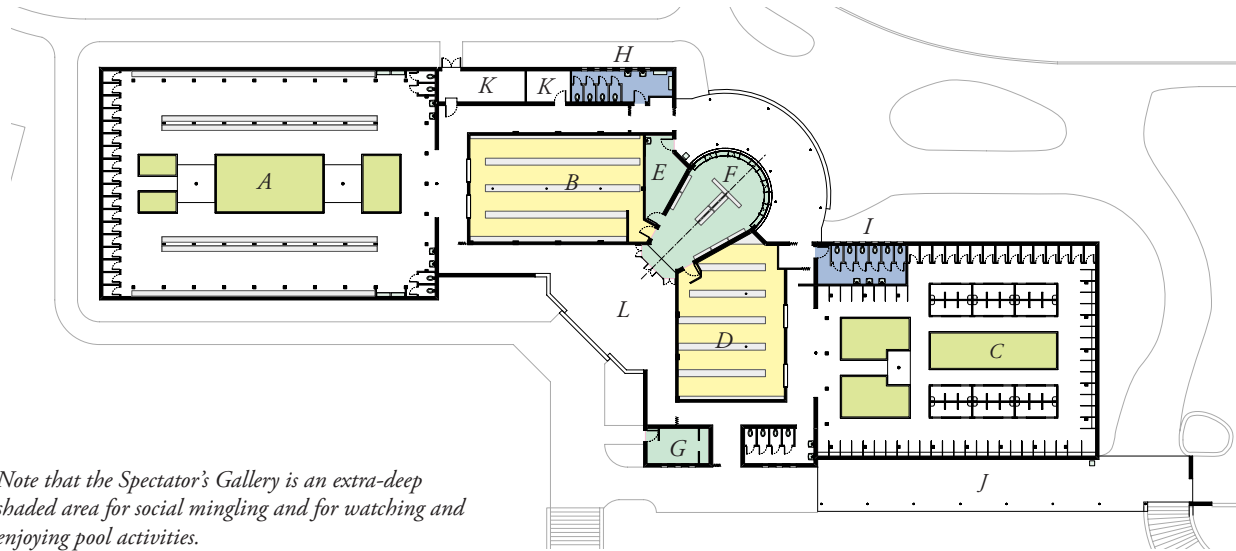 H
K
K
A
B
E
F
I
L
D
C
G
J
Note that the Spectator's Gallery is an extra-deep
shaded area for social mingling and for watching and
enjoying pool activities.